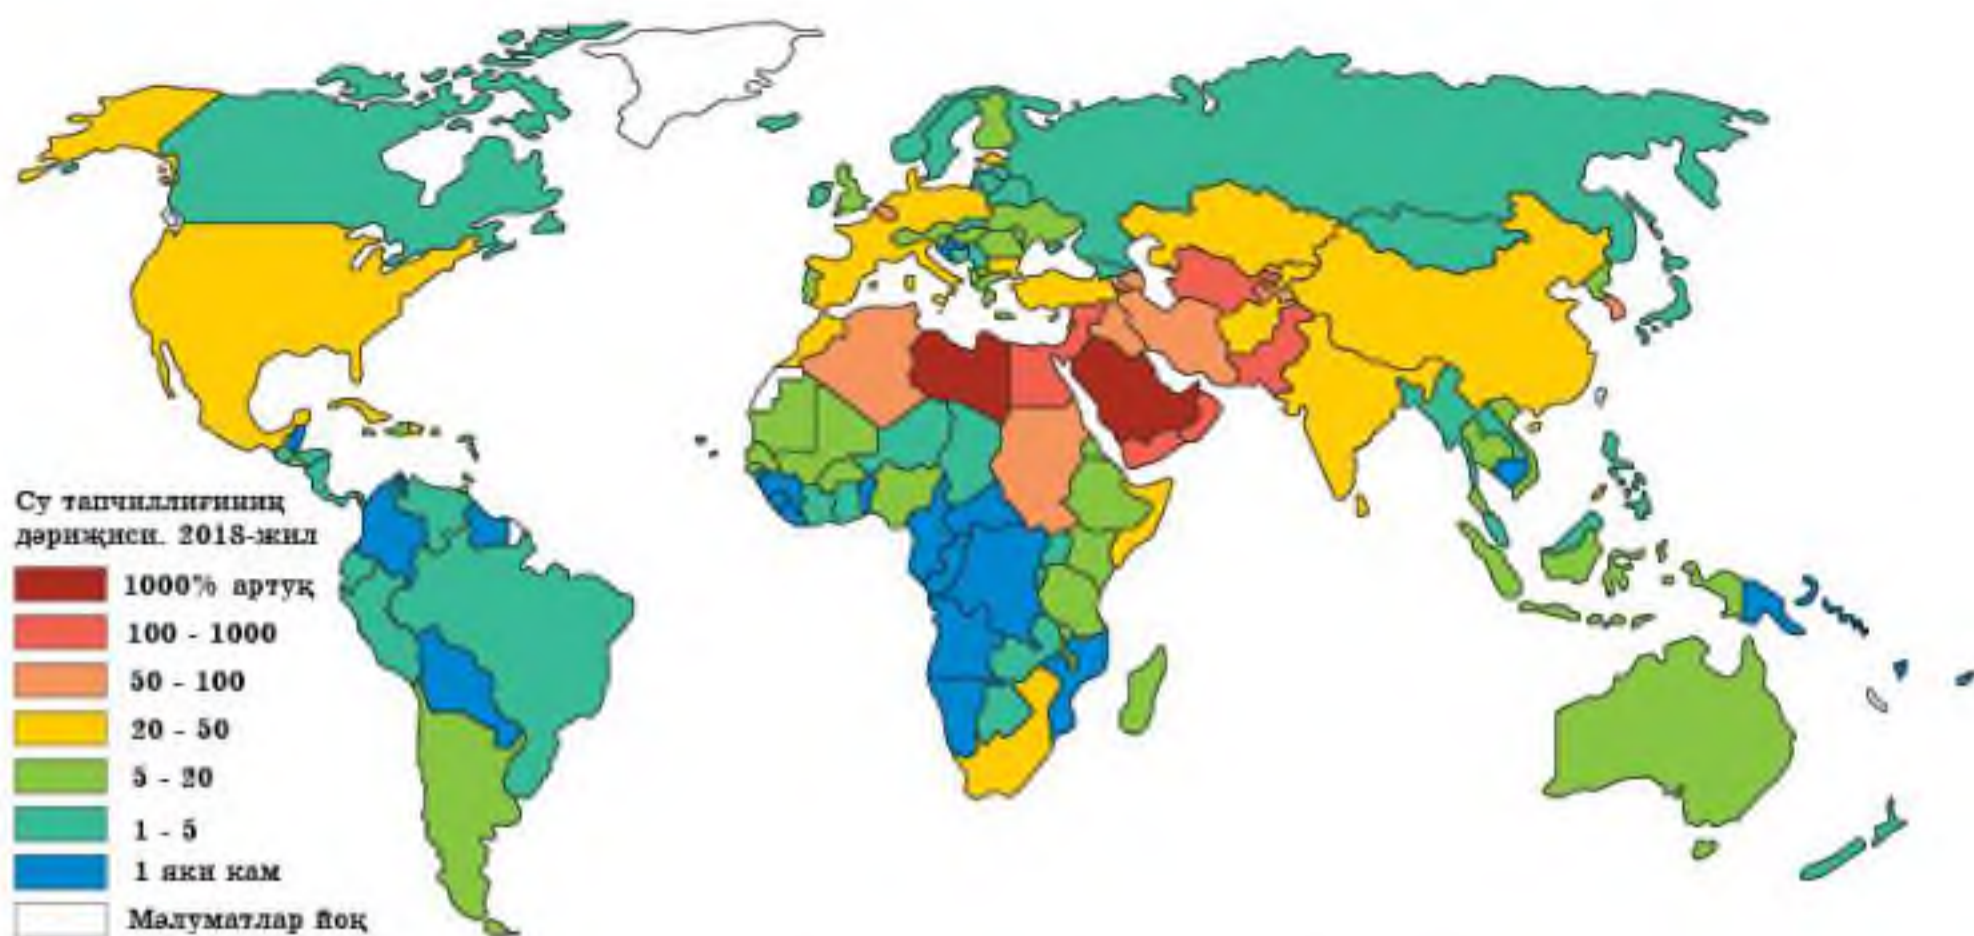 Су тапчиллиғиниң
дәриҗиси. 2018-жил
1000% артуқ
100 - 1000
50 - 100
20 - 50
5 - 20
1 - 5
1 яки кам
Мәлуматлар йоқ